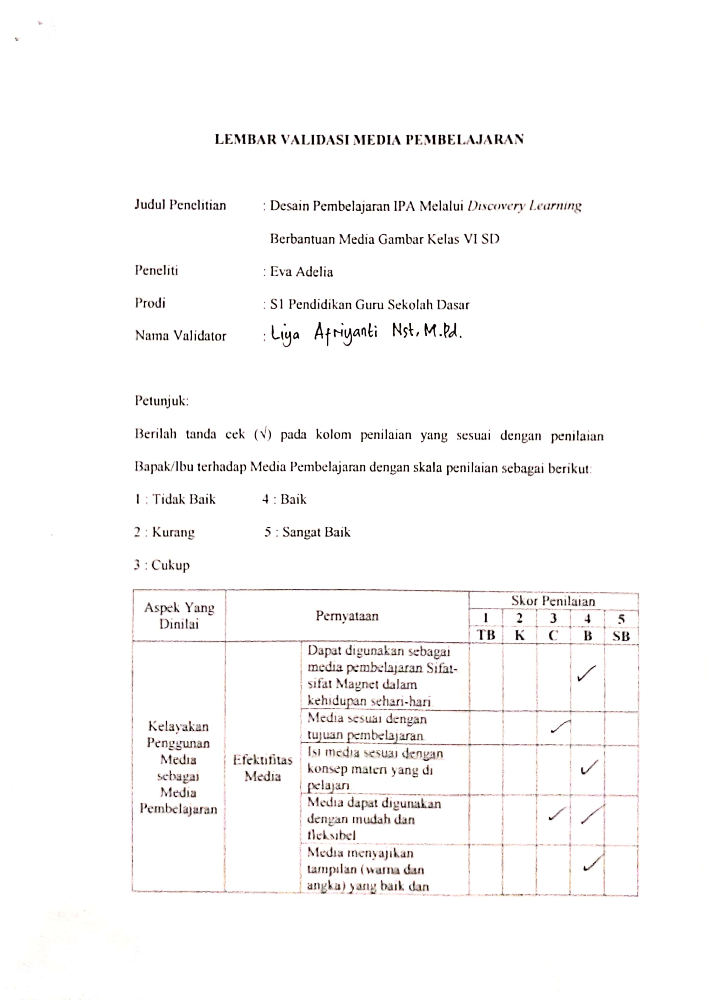 LEMBAR VALIDASI MEDIA PEMBELAJARAN
Judul Penelitian : Desain Pembelajaran IPA Melalui Discovery Learning
Berbantuan Media Gambar Kelas VI SD
Peneliti : Eva Adelia
Prodi : S1 Pendidikan Guru Sekolah Dasar
Nama Validator : Liya Afriyanti Nst, M.Pd.
Petunjuk:
Berilah tanda cek (√) pada kolom penilaian yang sesuai dengan penilaian
Bapak/Ibu terhadap Media Pembelajaran dengan skala penilaian sebagai berikut:
1 : Tidak Baik 4 : Baik
2 : Kurang 5 : Sangat Baik
3 : Cukup
Aspek Yang
Dinilai
Pernyataan
Skor Penilaian
1 2 3 4 5
TB K C B SB
Kelayakan
Penggunan
Media
sebagai
Media
Pembelajaran
Efektifitas
Media
Dapat digunakan sebagai
media pembelajaran Sifat-
sifat Magnet dalam
kehidupan sehari-hari.
✓
Media sesuai dengan
tujuan pembelajaran
✓
Isi media sesuai dengan
konsep materi yang di
pelajari
✓
Media dapat digunakan
dengan mudah dan
fleksibel
✓ ✓
Media menyajikan
tampilan (warna dan
angka) yang baik dan
✓